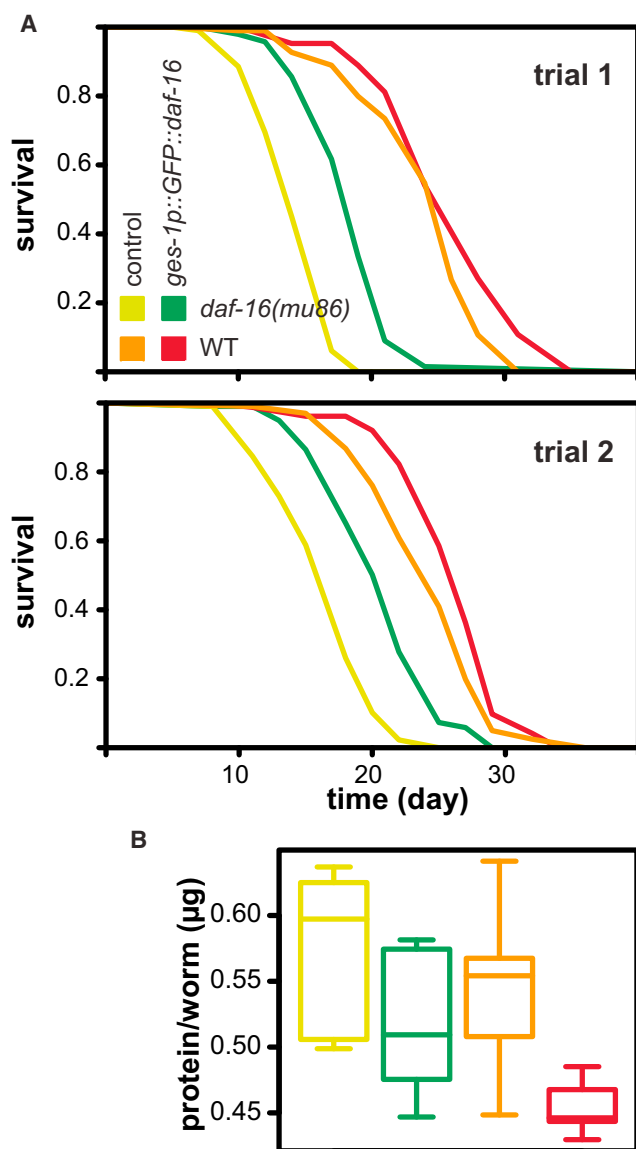 A
trial 1
survival
0.8
0.6
0.4
0.2
control
ges-1p::GFP::daf-16
daf-16(mu86)
WT
trial 2
survival
0.8
0.6
0.4
0.2
10 20 30
time (day)
B
protein/worm (µg)
0.60
0.55
0.50
0.45